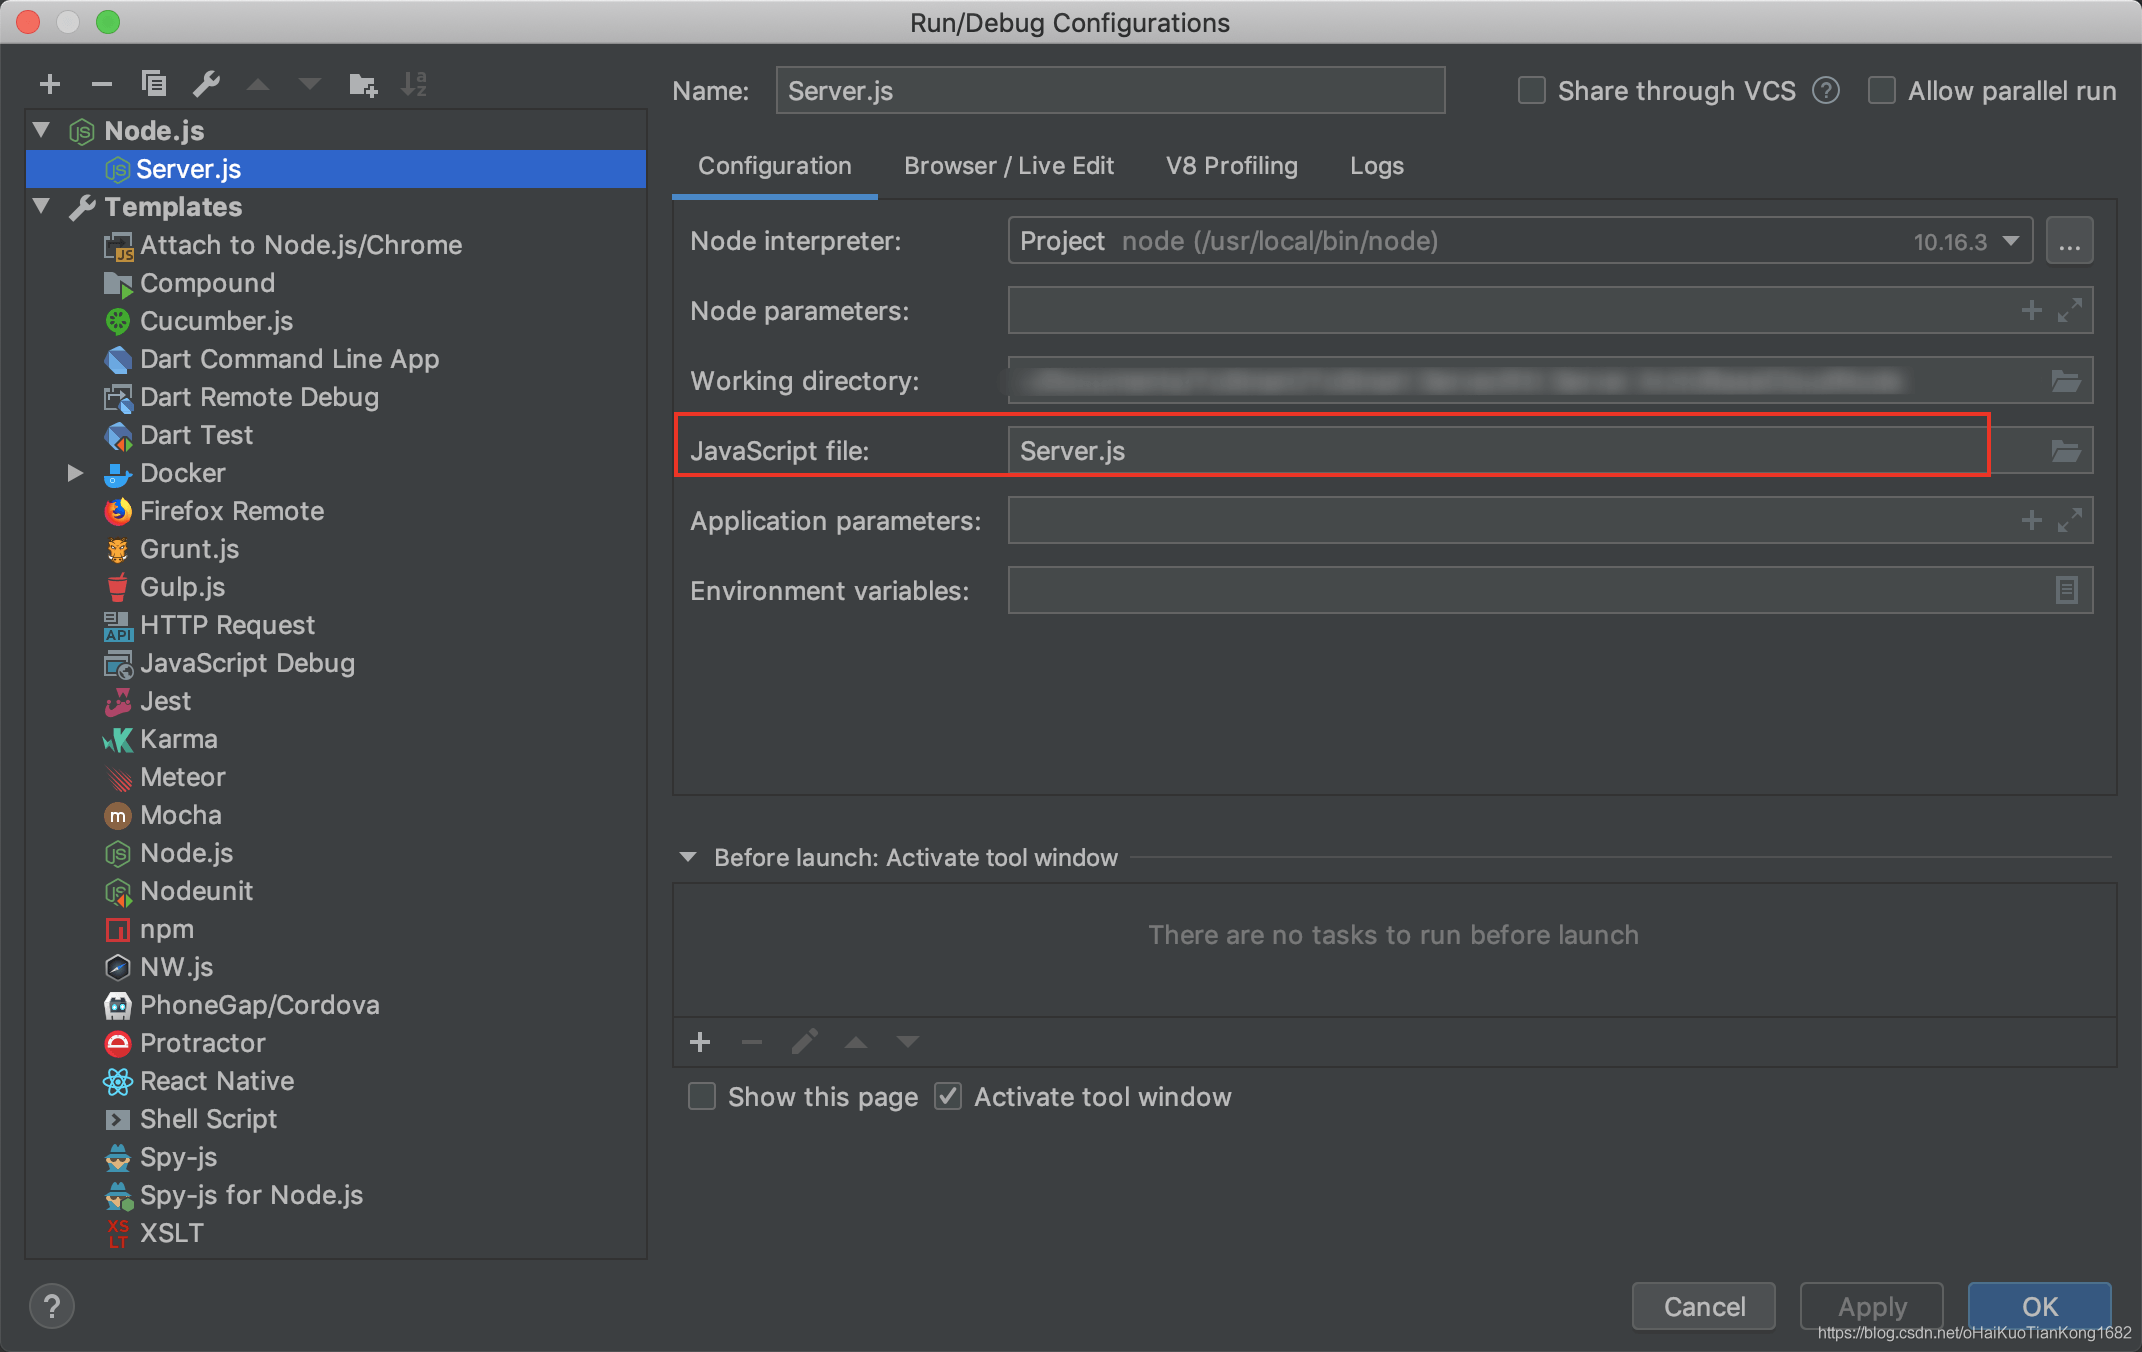 Run/Debug Configurations
Name: Server.js
Share through VCS ? Allow parallel run
Node.js
Server.js
Templates
Attach to Node.js/Chrome
Compound
Cucumber.js
Dart Command Line App
Dart Remote Debug
Dart Test
Docker
Firefox Remote
Grunt.js
Gulp.js
HTTP Request
JavaScript Debug
Jest
Karma
Meteor
Mocha
Node.js
Nodeunit
npm
NW.js
PhoneGap/Cordova
Protractor
React Native
Shell Script
Spy-js
Spy-js for Node.js
XSLT
Configuration Browser / Live Edit V8 Profiling Logs
Node interpreter: Project node (/usr/local/bin/node) 10.16.3 ...
Node parameters:
Working directory:
JavaScript file: Server.js
Application parameters:
Environment variables:
Before launch: Activate tool window
There are no tasks to run before launch
Show this page Activate tool window
? Cancel Apply OK
https://blog.csdn.net/oHaiKuoTianKong1682